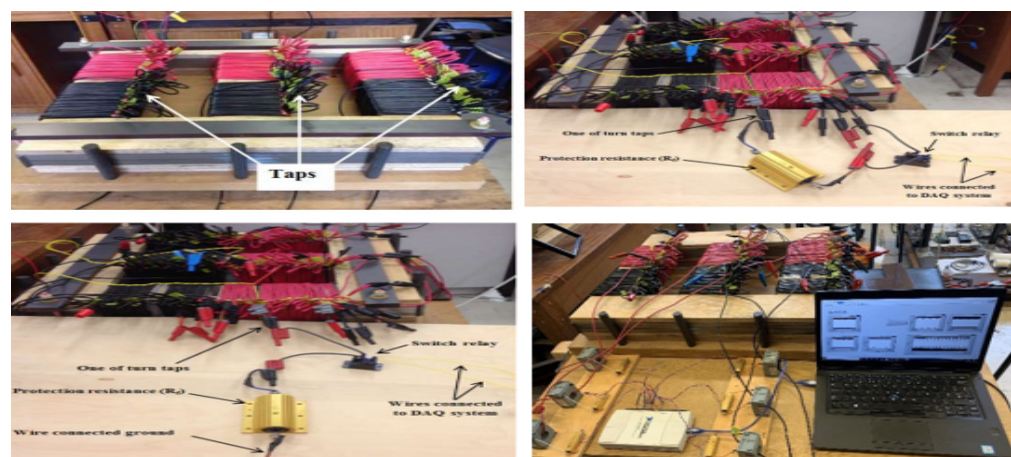 Taps
One of turn taps
Switch relay
Protection resistance (Rₚ)
Wires connected
to DAQ system
Switch relay
One of turn taps
Protection resistance (Rₚ)
Wires connected
to DAQ system
Wire connected ground